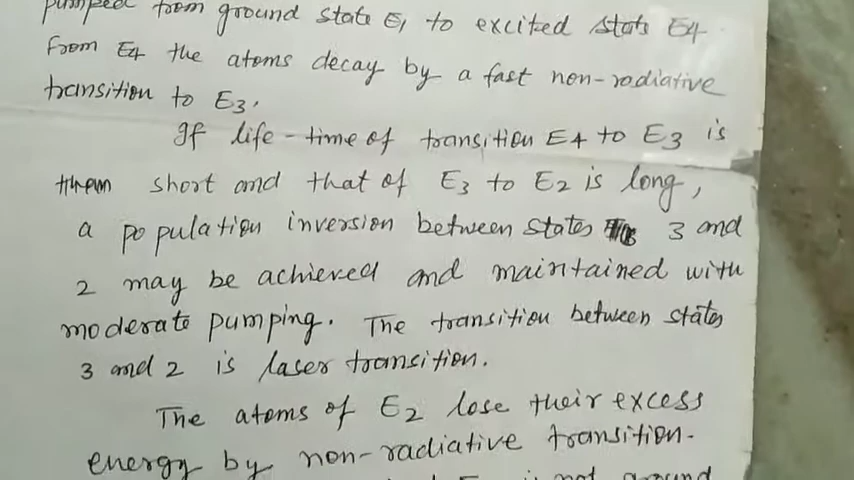 pumped from ground state E1 to excited state E4
From E4 the atoms decay by a fast non-radiative
transition to E3.
If life-time of transition E4 to E3 is
short and that of E3 to E2 is long,
a population inversion between states 3 and
2 may be achieved and maintained with
moderate pumping. The transition between states
3 and 2 is laser transition.
The atoms of E2 lose their excess
energy by non-radiative transition.
is not ground